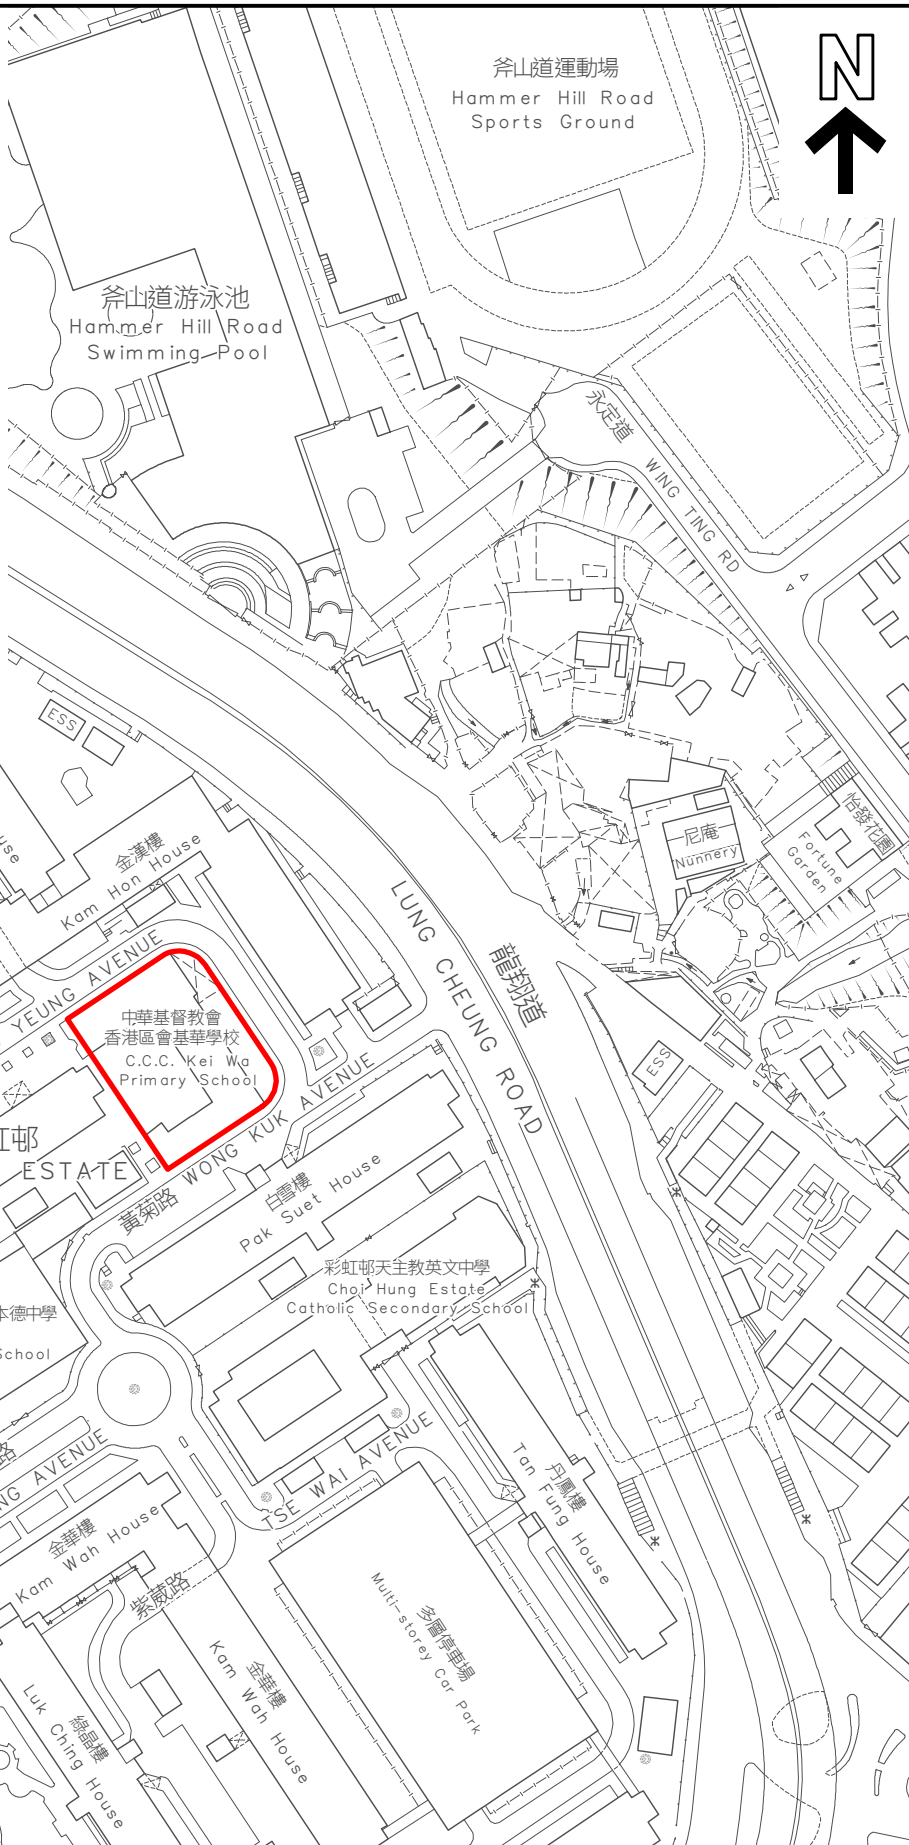 N
斧山道運動場
Hammer Hill Road
Sports Ground
斧山道游泳池
Hammer Hill Road
Swimming Pool
永定道
WING TING RD
ESS
金漢樓
Kam Hon House
尼庵
Nunnery
怡發花園
Fortune
Garden
LUNG CHEUNG ROAD
龍翔道
YEUNG AVENUE
中華基督教會
香港區會基華學校
C.C.C. Kei Wa
Primary School
ESS
ESTATE
黃菊路 WONG KUK AVENUE
白雪樓
Pak Suet House
彩虹邨天主教英文中學
Choi Hung Estate
Catholic Secondary School
德中學
School
路
NG AVENUE
TSE WAI AVENUE
丹鳳樓
Tan Fung House
金華樓
Kam Wah House
紫葳路
多層停車場
Multi-storey Car Park
金華樓
Kam Wah House
綠晶樓
Luk Ching House